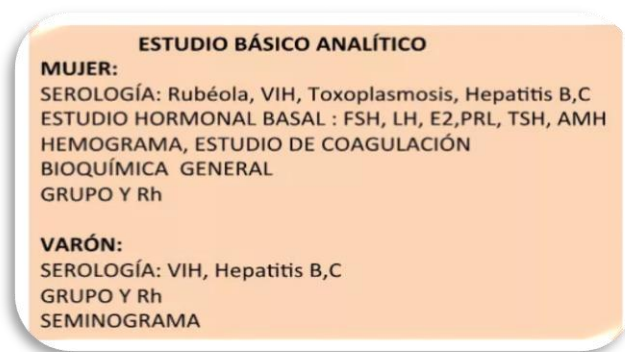 ESTUDIO BÁSICO ANALÍTICO
MUJER:
SEROLOGÍA: Rubéola, VIH, Toxoplasmosis, Hepatitis B,C
ESTUDIO HORMONAL BASAL : FSH, LH, E2,PRL, TSH, AMH
HEMOGRAMA, ESTUDIO DE COAGULACIÓN
BIOQUÍMICA GENERAL
GRUPO Y Rh
VARÓN:
SEROLOGÍA: VIH, Hepatitis B,C
GRUPO Y Rh
SEMINOGRAMA